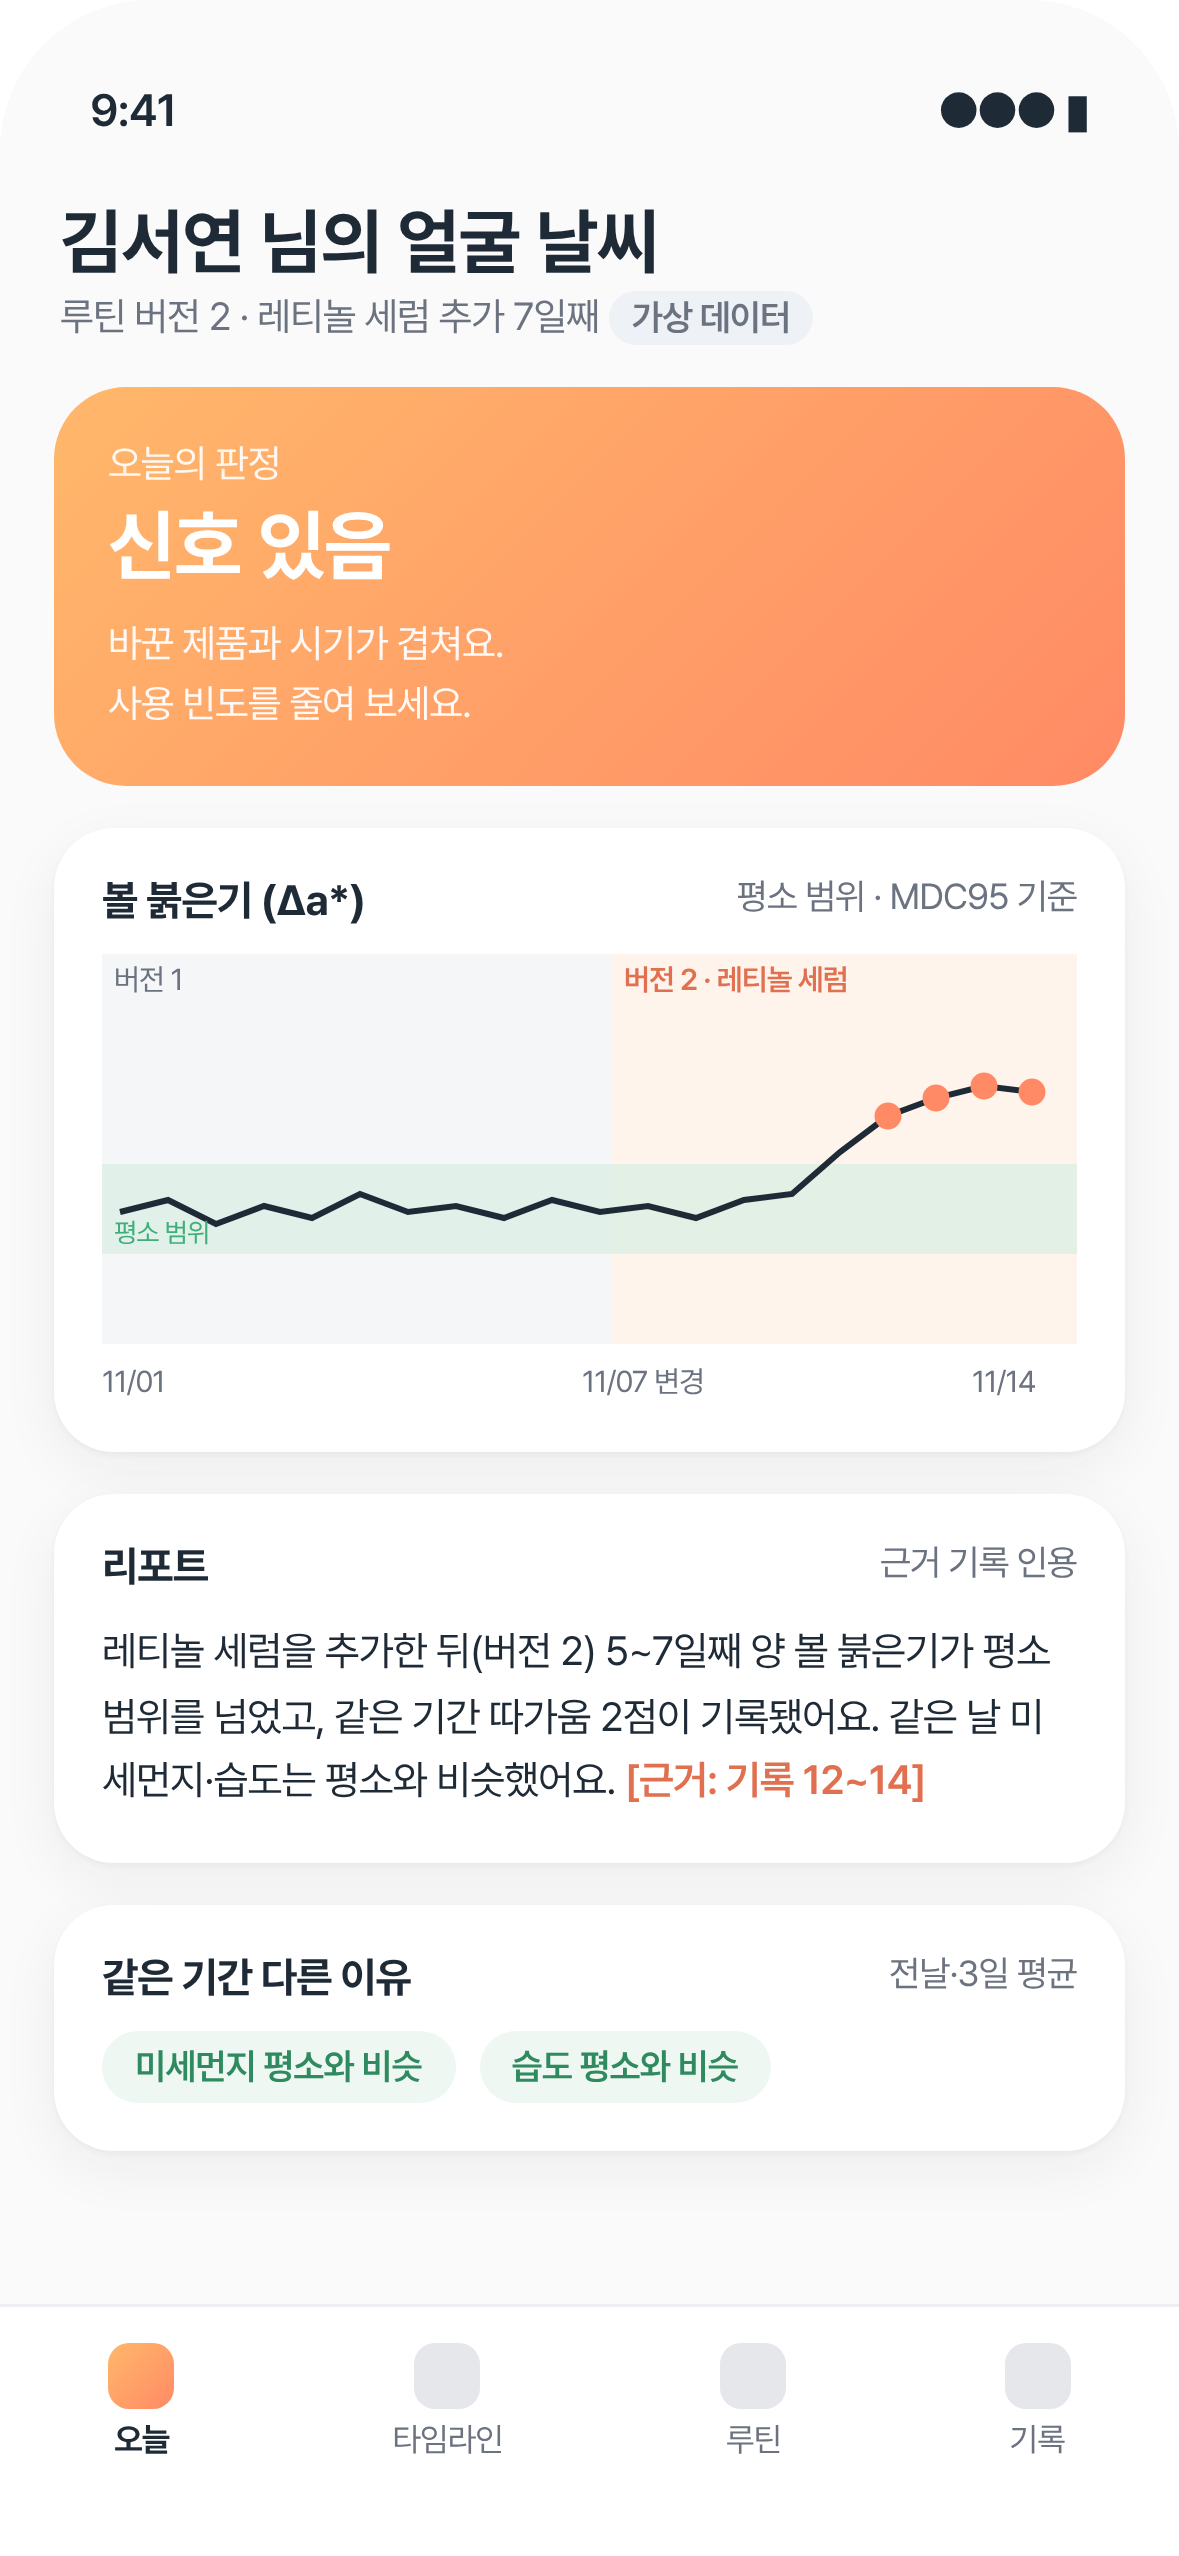 9:41
김서연 님의 얼굴 날씨
루틴 버전 2 · 레티놀 세럼 추가 7일째 가상 데이터
오늘의 판정
신호 있음
바꾼 제품과 시기가 겹쳐요.
사용 빈도를 줄여 보세요.
볼 붉은기 (Δa*) 평소 범위 · MDC95 기준
버전 1 버전 2 · 레티놀 세럼
평소 범위
11/01 11/07 변경 11/14
리포트 근거 기록 인용
레티놀 세럼을 추가한 뒤(버전 2) 5~7일째 양 볼 붉은기가 평소
범위를 넘었고, 같은 기간 따가움 2점이 기록됐어요. 같은 날 미
세먼지·습도는 평소와 비슷했어요. [근거: 기록 12~14]
같은 기간 다른 이유 전날·3일 평균
미세먼지 평소와 비슷 습도 평소와 비슷
오늘 타임라인 루틴 기록